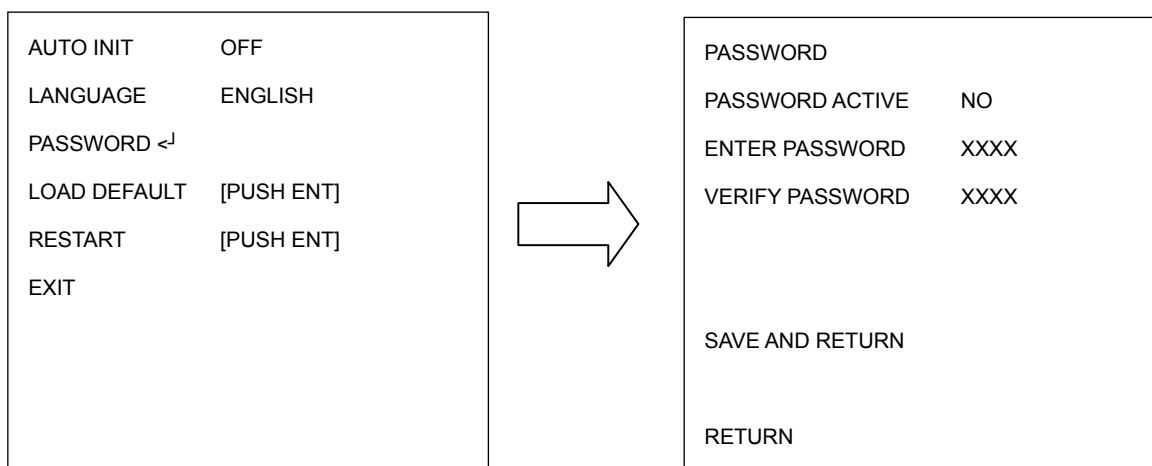 AUTO INIT OFF
LANGUAGE ENGLISH
PASSWORD <┘
LOAD DEFAULT [PUSH ENT]
RESTART [PUSH ENT]
EXIT
PASSWORD
PASSWORD ACTIVE NO
ENTER PASSWORD XXXX
VERIFY PASSWORD XXXX
SAVE AND RETURN
RETURN